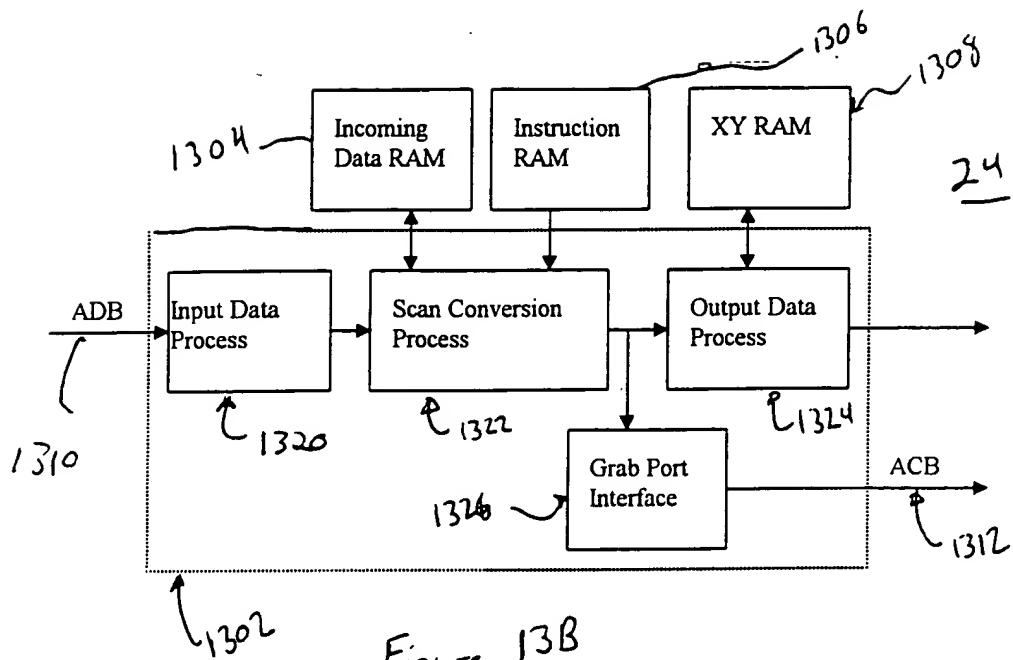 1306
1308
Incoming
Data RAM
Instruction
RAM
XY RAM
1304
24
ADB
Input Data
Process
Scan Conversion
Process
Output Data
Process
1310
1320
1322
1324
Grab Port
Interface
ACB
1326
1312
1302
Figure 13B